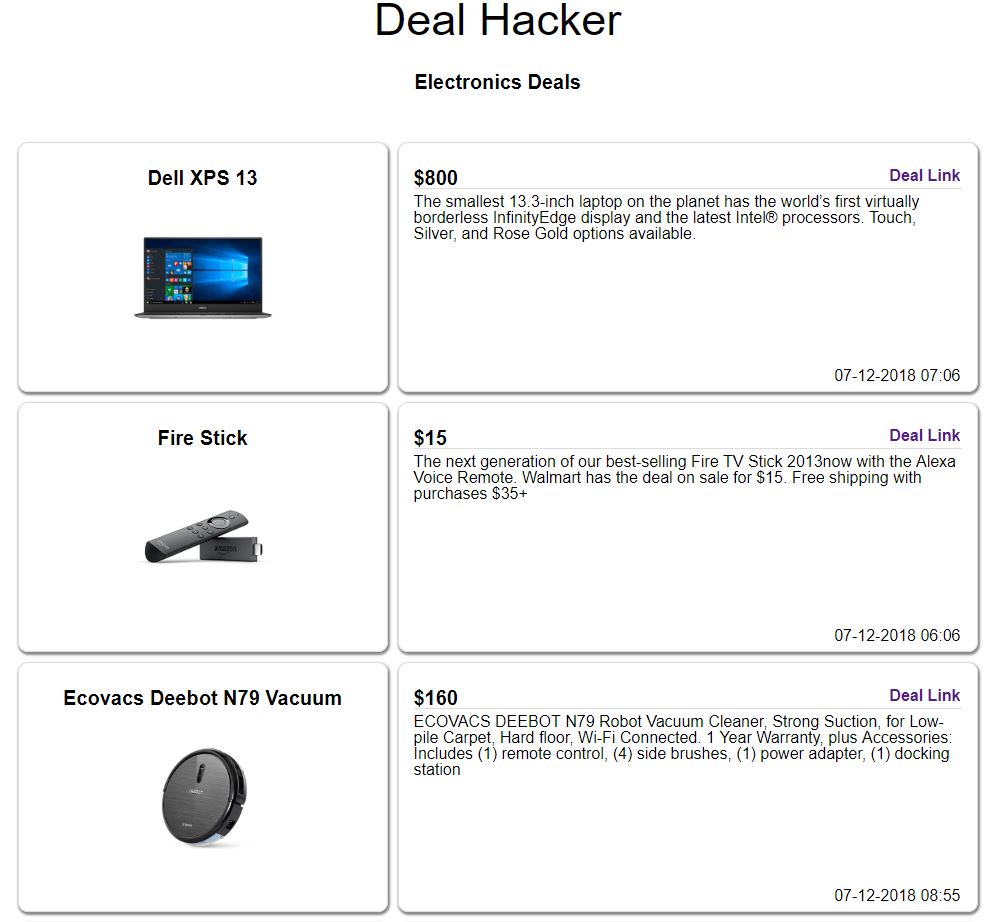 Deal Hacker
Electronics Deals
Dell XPS 13
$800
Deal Link
The smallest 13.3-inch laptop on the planet has the world’s first virtually
borderless InfinityEdge display and the latest Intel® processors. Touch,
Silver, and Rose Gold options available.
07-12-2018 07:06
Fire Stick
amazon
$15
Deal Link
The next generation of our best-selling Fire TV Stick 2013now with the Alexa
Voice Remote. Walmart has the deal on sale for $15. Free shipping with
purchases $35+
07-12-2018 06:06
Ecovacs Deebot N79 Vacuum
$160
Deal Link
ECOVACS DEEBOT N79 Robot Vacuum Cleaner, Strong Suction, for Low-
pile Carpet, Hard floor, Wi-Fi Connected. 1 Year Warranty, plus Accessories:
Includes (1) remote control, (4) side brushes, (1) power adapter, (1) docking
station
07-12-2018 08:55